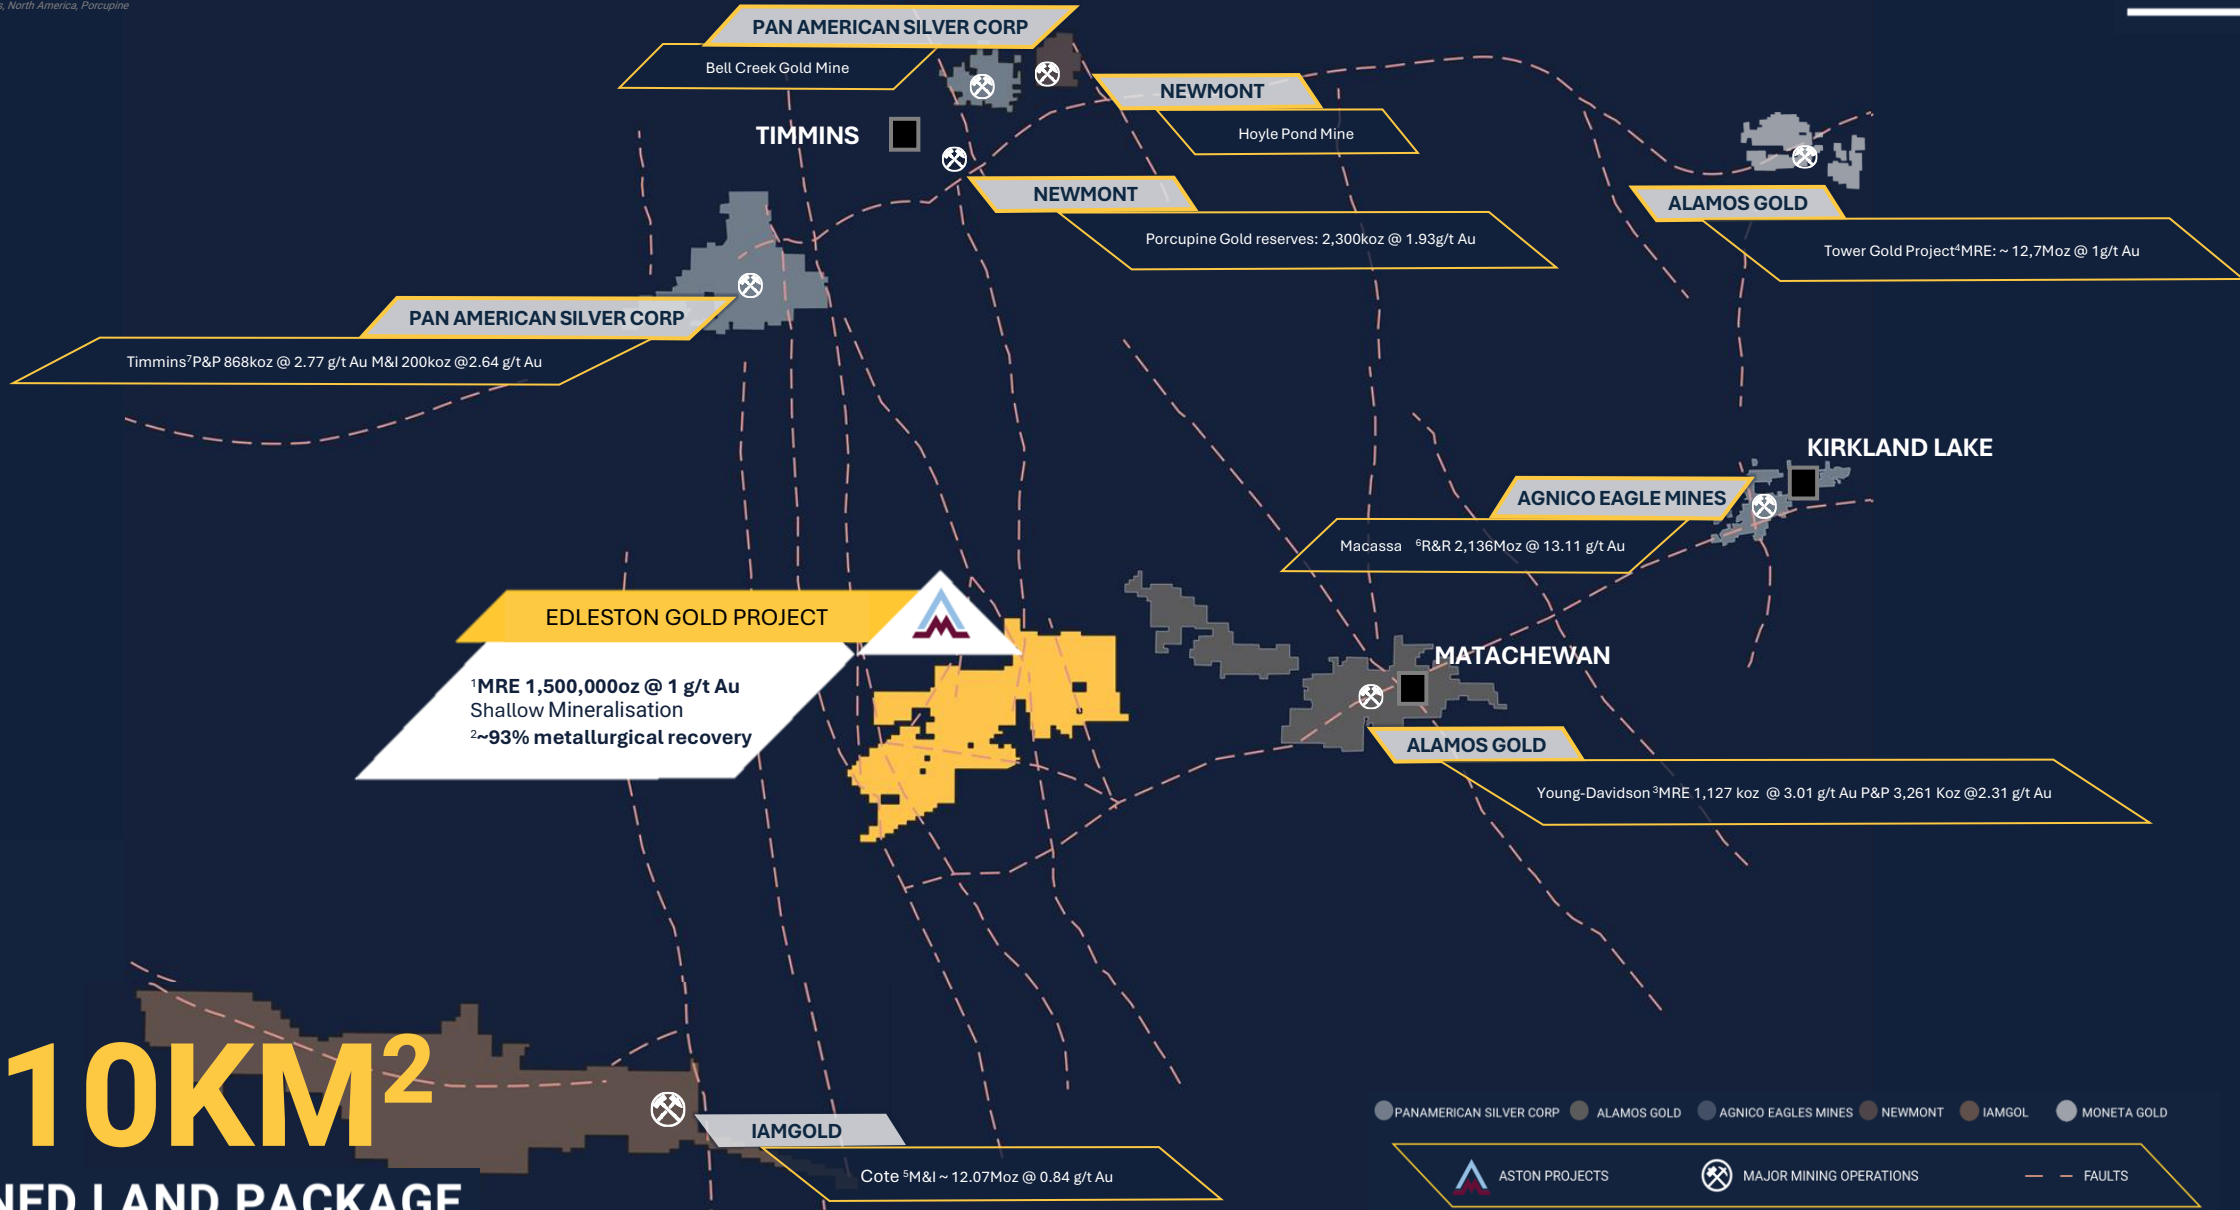 s, North America, Porcupine
PAN AMERICAN SILVER CORP
Bell Creek Gold Mine
NEWMONT
Hoyle Pond Mine
TIMMINS
NEWMONT
Porcupine Gold reserves: 2,300koz @ 1.93g/t Au
ALAMOS GOLD
Tower Gold Project⁴MRE: ~ 12,7Moz @ 1g/t Au
PAN AMERICAN SILVER CORP
Timmins⁷P&P 868koz @ 2.77 g/t Au M&I 200koz @2.64 g/t Au
KIRKLAND LAKE
AGNICO EAGLE MINES
Macassa ⁶R&R 2,136Moz @ 13.11 g/t Au
EDLESTON GOLD PROJECT
¹MRE 1,500,000oz @ 1 g/t Au
Shallow Mineralisation
²~93% metallurgical recovery
MATACHEWAN
ALAMOS GOLD
Young-Davidson ³MRE 1,127 koz @ 3.01 g/t Au P&P 3,261 Koz @2.31 g/t Au
10KM²
NED LAND PACKAGE
IAMGOLD
Cote ⁵M&I ~ 12.07Moz @ 0.84 g/t Au
PANAMERICAN SILVER CORP ALAMOS GOLD AGNICO EAGLES MINES NEWMONT IAMGOL MONETA GOLD
ASTON PROJECTS MAJOR MINING OPERATIONS FAULTS